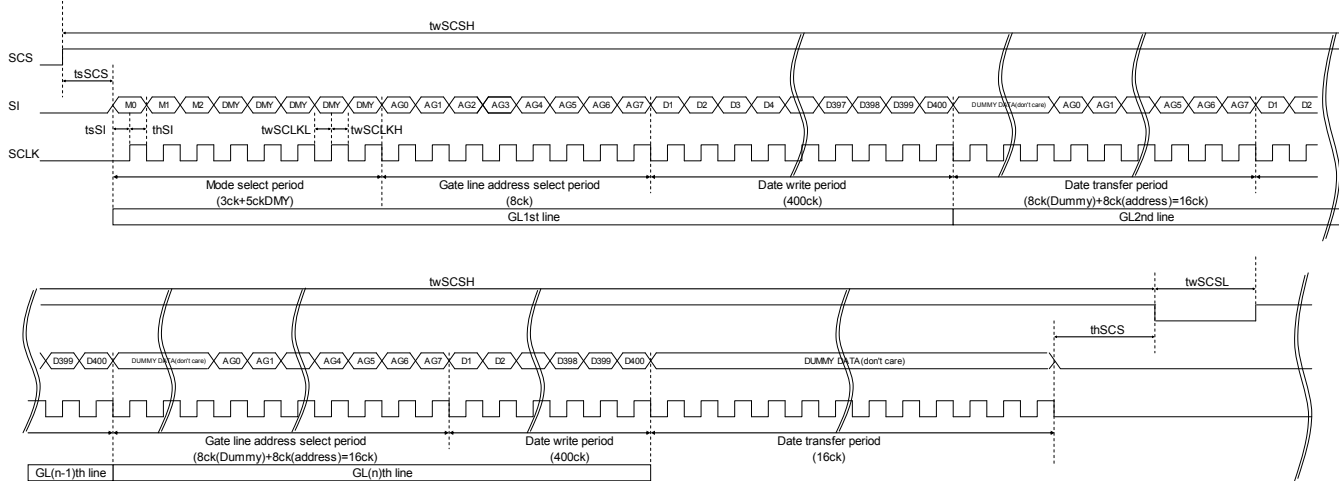 twSCSH
SCS
tsSCS
SI M0 M1 M2 DMY DMY DMY DMY DMY AG0 AG1 AG2 AG3 AG4 AG5 AG6 AG7 D1 D2 D3 D4 D397 D398 D399 D400 DUMMY DATA(don't care) AG0 AG1 AG5 AG6 AG7 D1 D2
tsSI thSI twSCLKL twSCLKH
SCLK
Mode select period Gate line address select period Date write period Date transfer period
(3ck+5ckDMY) (8ck) (400ck) (8ck(Dummy)+8ck(address)=16ck)
GL1st line GL2nd line
twSCSH twSCSL
thSCS
D399 D400 DUMMY DATA(don't care) AG0 AG1 AG4 AG5 AG6 AG7 D1 D2 D398 D399 D400 DUMMY DATA(don't care)
Gate line address select period Date write period Date transfer period
(8ck(Dummy)+8ck(address)=16ck) (400ck) (16ck)
GL(n-1)th line GL(n)th line